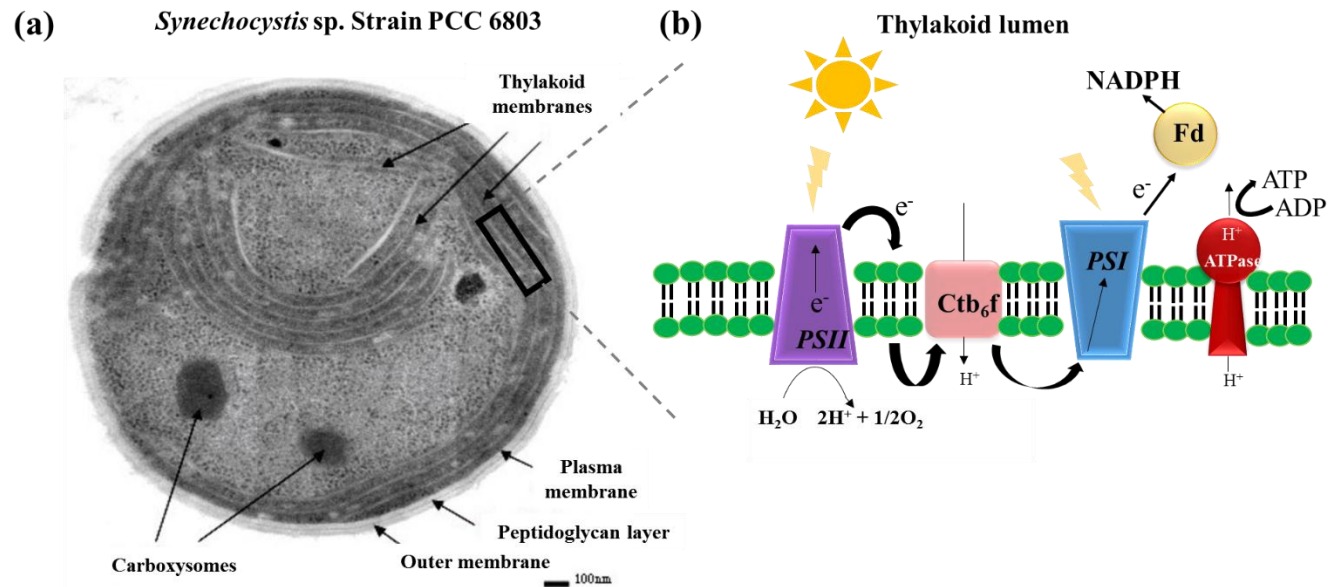 (a)
Synechocystis sp. Strain PCC 6803
Thylakoid
membranes
Plasma
membrane
Peptidoglycan layer
Outer membrane
Carboxysomes
100nm
(b)
Thylakoid lumen
NADPH
Fd
e⁻
ATP
ADP
H⁺
ATPase
e⁻
PSI
Ctb₆f
e⁻
PSII
H⁺
H⁺
H₂O 2H⁺ + 1/2O₂